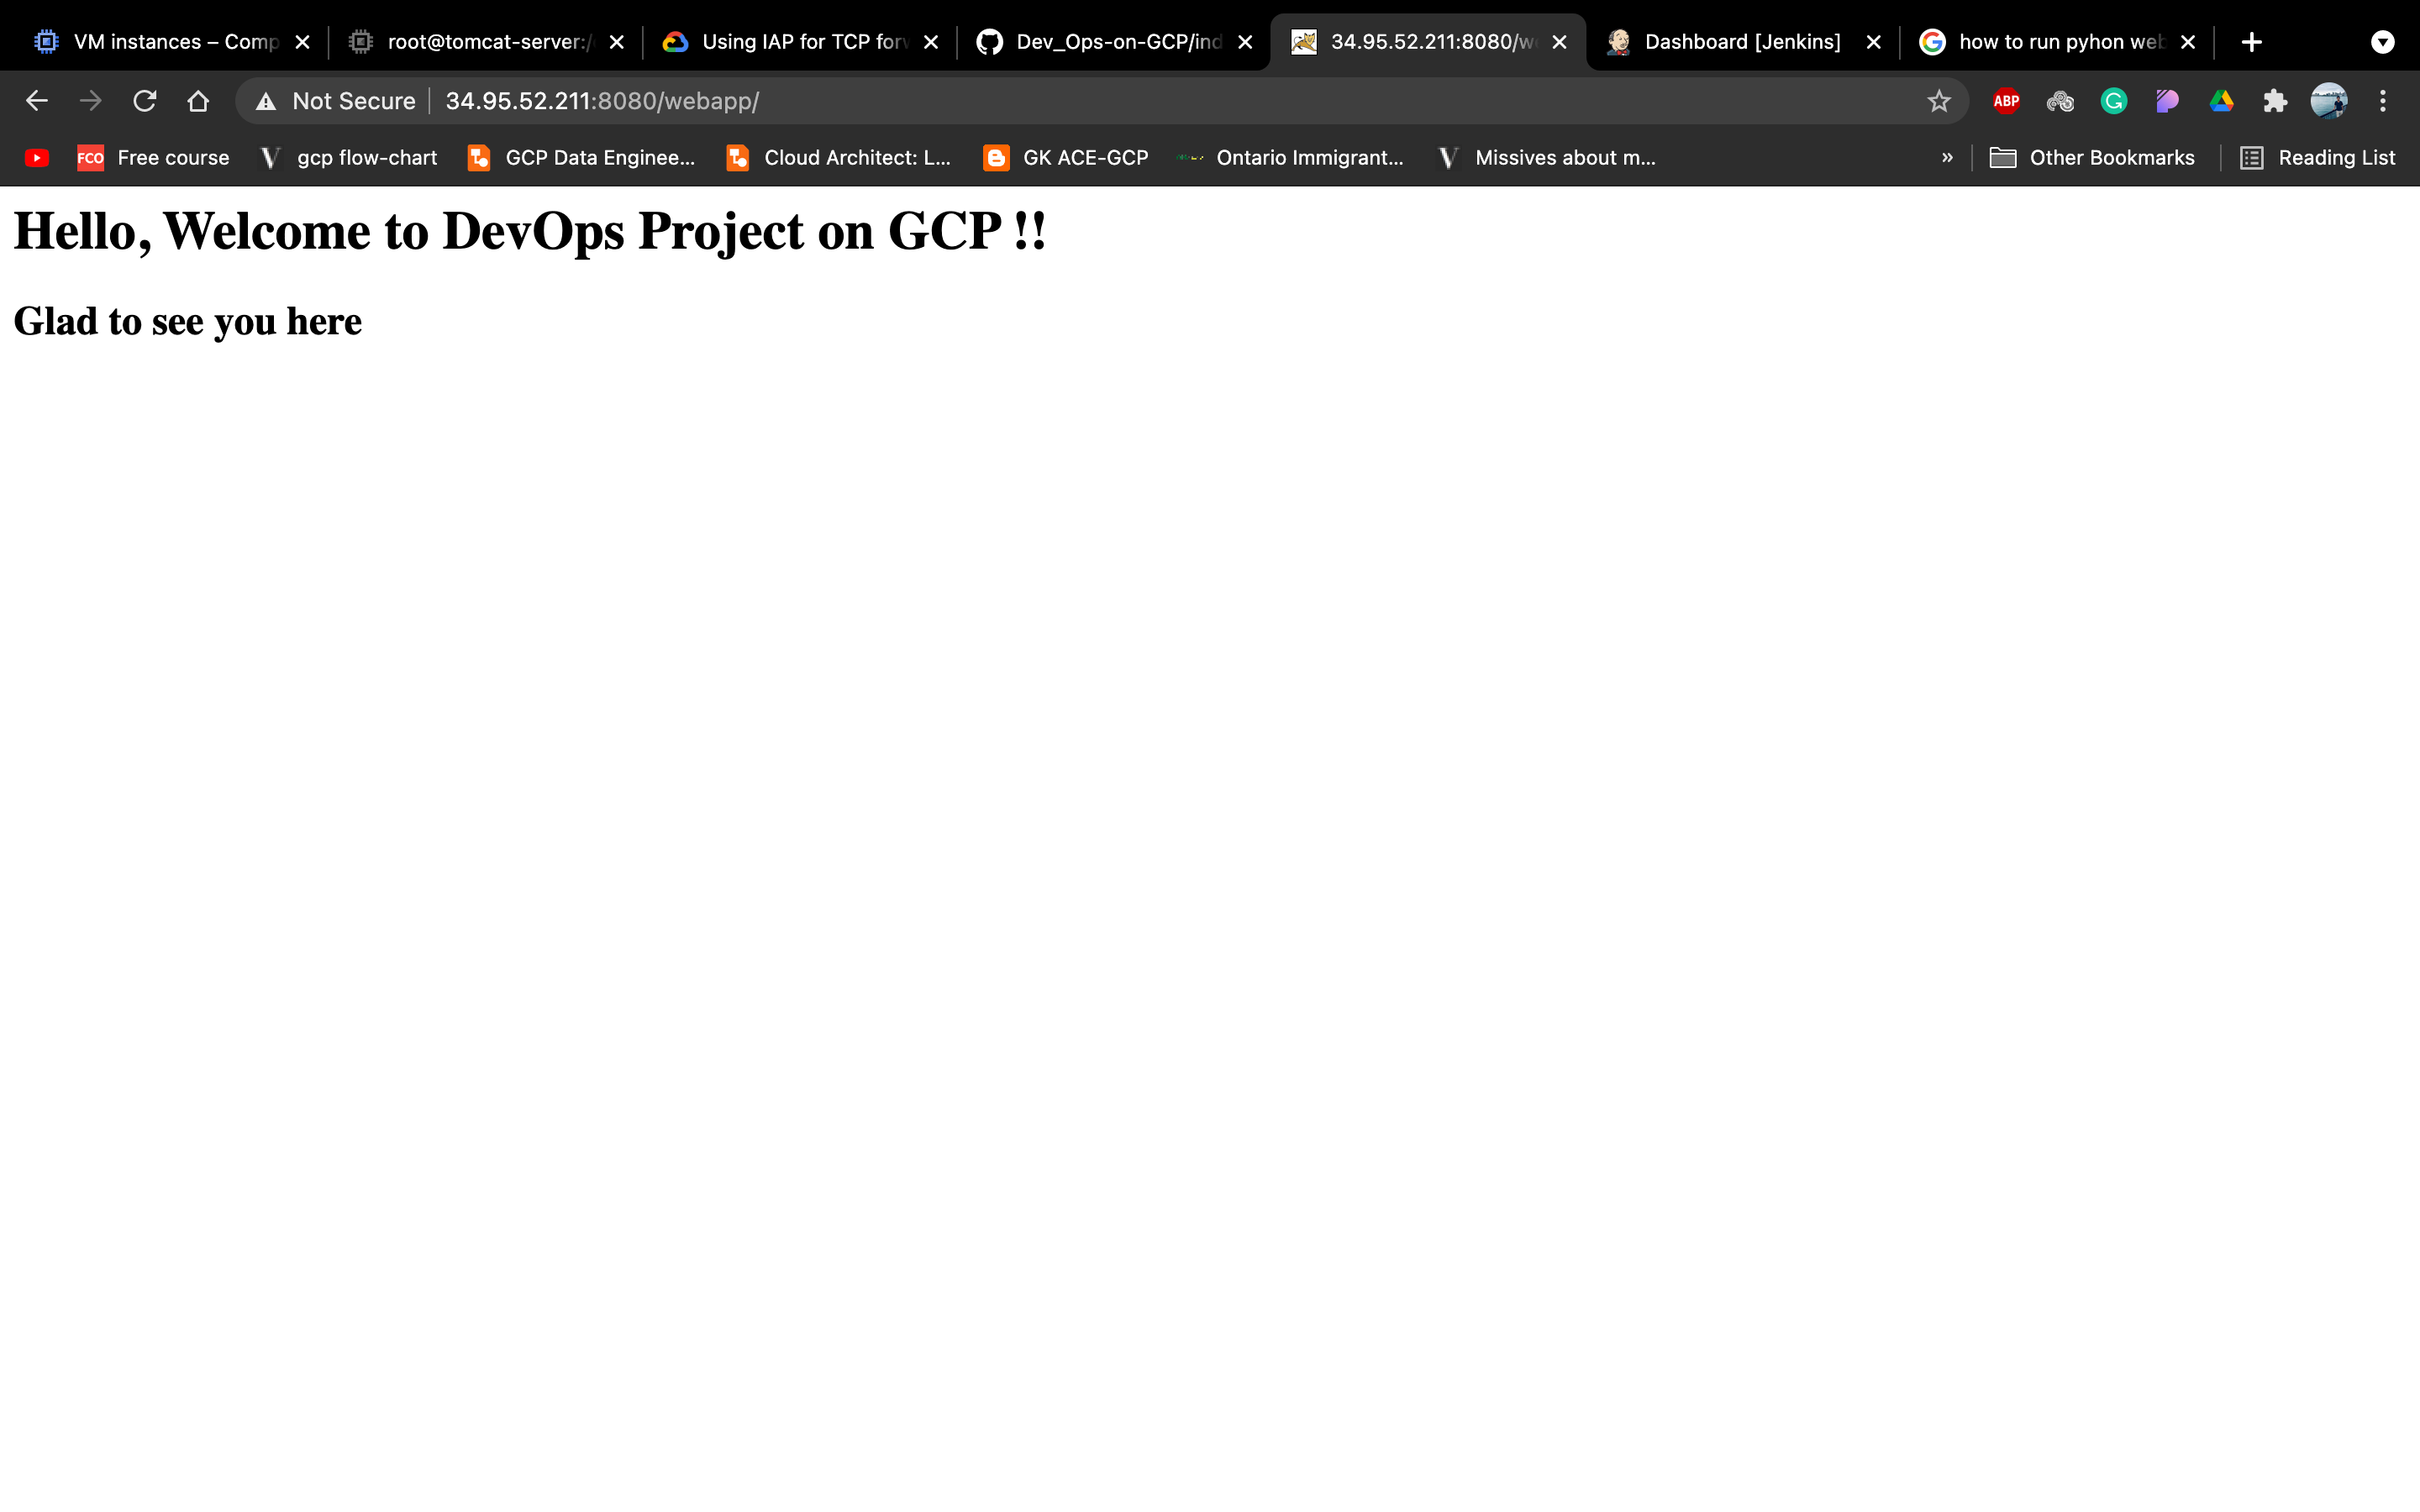 VM instances – Comp
root@tomcat-server:/
Using IAP for TCP forw
Dev_Ops-on-GCP/ind
34.95.52.211:8080/we
Dashboard [Jenkins]
how to run pyhon web
Not Secure 34.95.52.211:8080/webapp/
ABP
FCO Free course
gcp flow-chart
GCP Data Enginee...
Cloud Architect: L...
GK ACE-GCP
Ontario Immigrant...
Missives about m...
» Other Bookmarks
Reading List
Hello, Welcome to DevOps Project on GCP !!
Glad to see you here